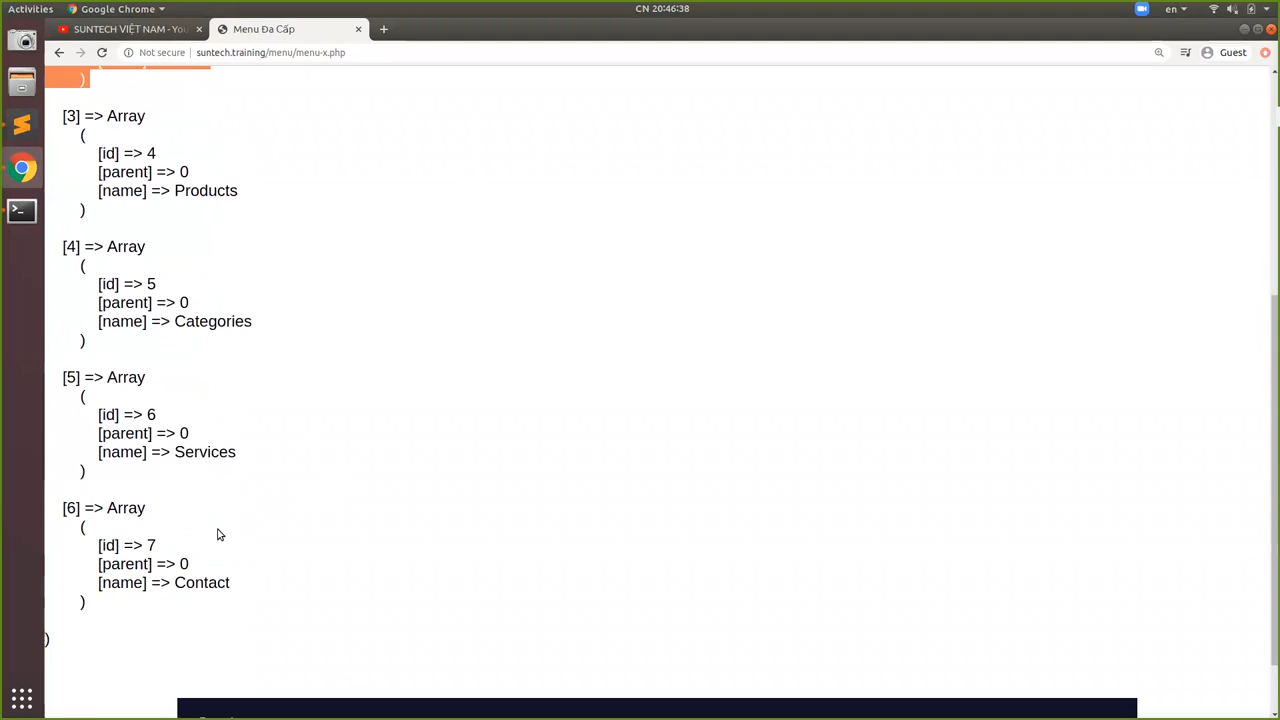 Activities
Google Chrome
CN 20:46:38
en
SUNTECH VIỆT NAM - You
Menu Đa Cấp
Not secure
suntech.training/menu/menu-x.php
Guest
)
[3] => Array
(
[id] => 4
[parent] => 0
[name] => Products
)
[4] => Array
(
[id] => 5
[parent] => 0
[name] => Categories
)
[5] => Array
(
[id] => 6
[parent] => 0
[name] => Services
)
[6] => Array
(
[id] => 7
[parent] => 0
[name] => Contact
)
)